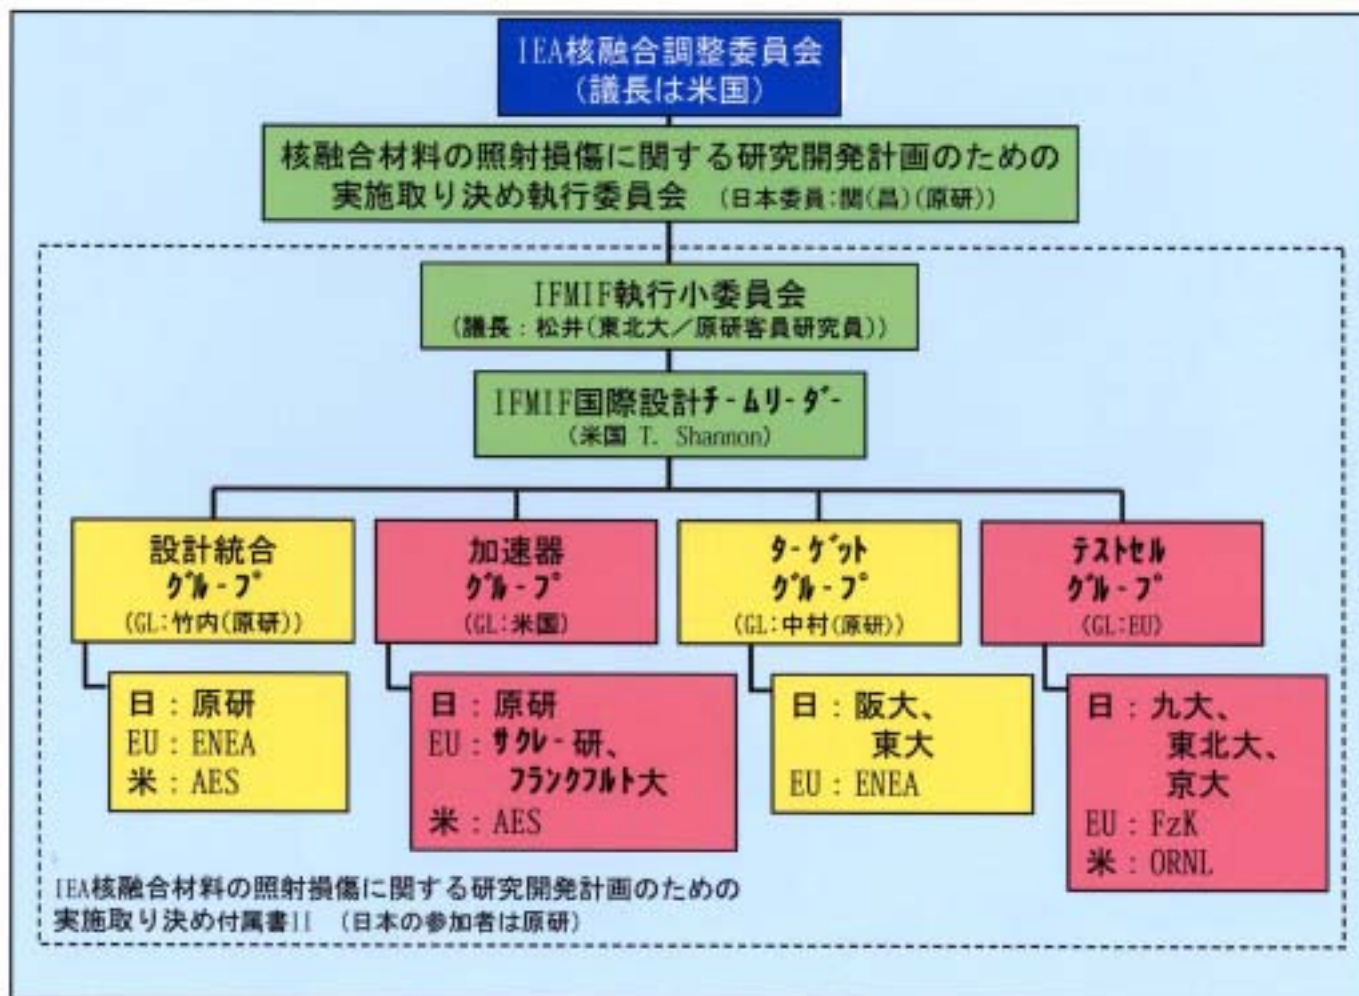 IEA核融合調整委員会
(議長は米国)
核融合材料の照射損傷に関する研究開発計画のための
実施取り決め執行委員会 (日本委員:関(昌)(原研))
IFMIF執行小委員会
(議長:松井(東北大/原研客員研究員))
IFMIF国際設計ﾁｰﾑﾘｰﾀﾞｰ
(米国 T. Shannon)
設計統合
ｸﾞﾙｰﾌﾟ
(GL:竹内(原研))
日:原研
EU:ENEA
米:AES
加速器
ｸﾞﾙｰﾌﾟ
(GL:米国)
日:原研
EU:ｻｸﾚｰ研、
ﾌﾗﾝｸﾌﾙﾄ大
米:AES
ﾀｰｹﾞｯﾄ
ｸﾞﾙｰﾌﾟ
(GL:中村(原研))
日:阪大、
東大
EU:ENEA
ﾃｽﾄｾﾙ
ｸﾞﾙｰﾌﾟ
(GL:EU)
日:九大、
東北大、
京大
EU:FzK
米:ORNL
IEA核融合材料の照射損傷に関する研究開発計画のための
実施取り決め付属書II (日本の参加者は原研)